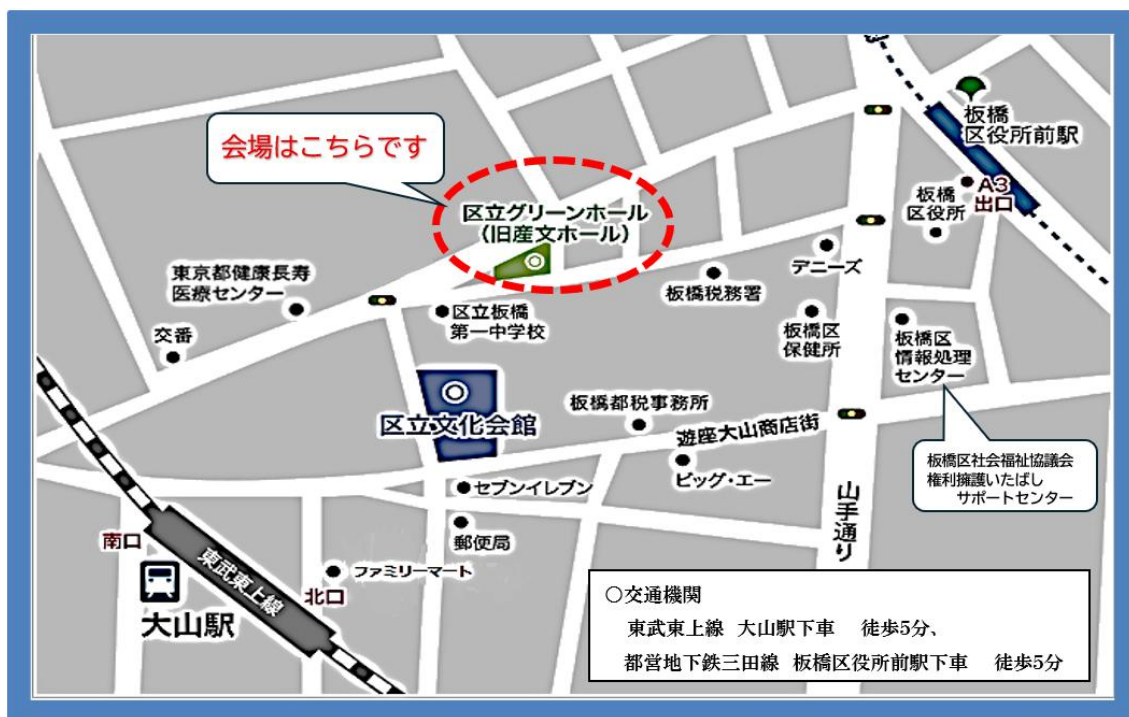 会場はこちらです
区立グリーンホール
（旧産文ホール）
板橋
区役所前駅
A3
出口
板橋
区役所
デニーズ
板橋税務署
東京都健康長寿
医療センター
交番
区立板橋
第一中学校
板橋区
保健所
板橋区
情報処理
センター
区立文化会館
板橋都税事務所
遊座大山商店街
ビッグ・エー
板橋区社会福祉協議会
権利擁護いたばし
サポートセンター
セブンイレブン
郵便局
山手通り
南口
東武東上線
北口
ファミリーマート
大山駅
○交通機関
東武東上線 大山駅下車 徒歩5分、
都営地下鉄三田線 板橋区役所前駅下車 徒歩5分